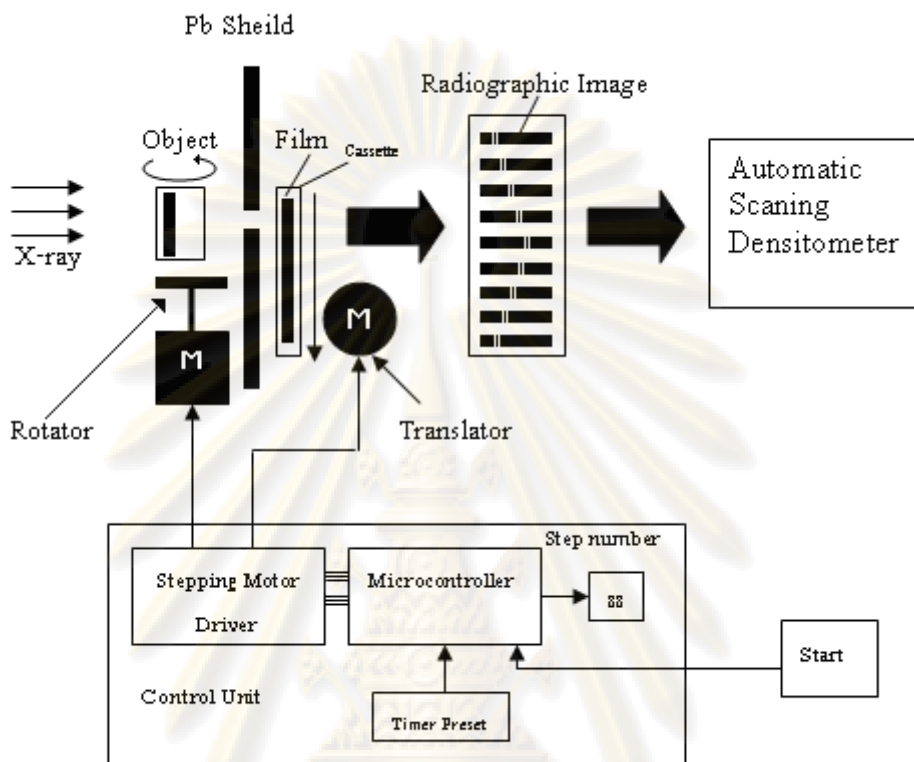 Pb Sheild
Radiographic Image
Object
Film
Cassette
X-ray
Automatic
Scaning
Densitometer
M
M
Rotator
Translator
Step number
Stepping Motor
Driver
Microcontroller
88
Start
Control Unit
Timer Preset